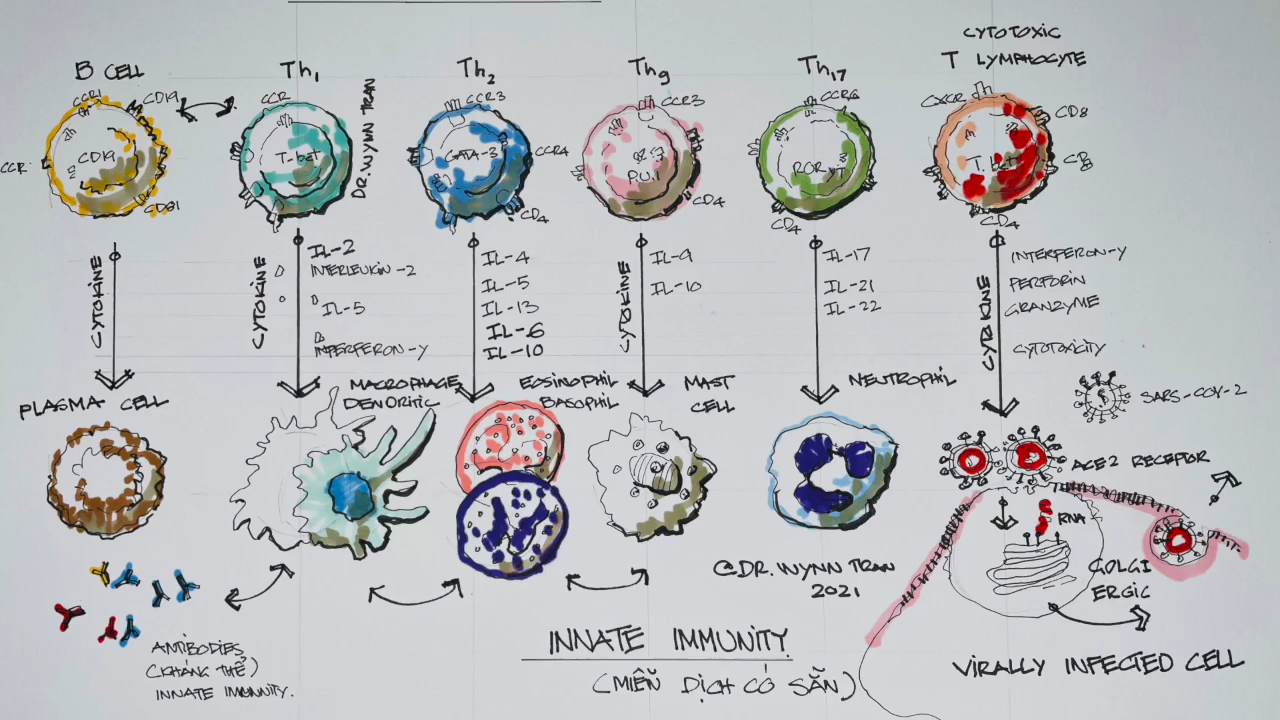 B CELL
Th1
Th2
Th9
Th17
CYTOTOXIC
T LYMPHOCYTE
CCR1
CD19
CCR
CD19
CD81
CCR
T-bet
DR. WYNN TRAN
CCR3
GATA-3
CCR4
CD4
CCR3
PU.1
CD4
CCR6
RORγT
CD4
CXCR
CD8
T. bet
CD4
CYTOKINE
CYTOKINE
IL-2
INTERLEUKIN-2
IL-5
INPERFERON-γ
IL-4
IL-5
IL-13
IL-6
IL-10
CYTOKINE
IL-9
IL-10
IL-17
IL-21
IL-22
CYTOKINE
INTERFERON-γ
PERFORIN
GRANZYME
CYTOTOXICITY
PLASMA CELL
MACROPHAGE
DENDRITIC
EOSINOPHIL
BASOPHIL
MAST
CELL
NEUTROPHIL
SARS-COV-2
ACE2 RECEPTOR
RNA
GOLGI
ERGIC
VIRALLY INFECTED CELL
ANTIBODIES
(KHÁNG THỂ)
INNATE IMMUNITY.
©DR. WYNN TRAN
2021
INNATE IMMUNITY.
(MIỄN DỊCH CÓ SẴN)